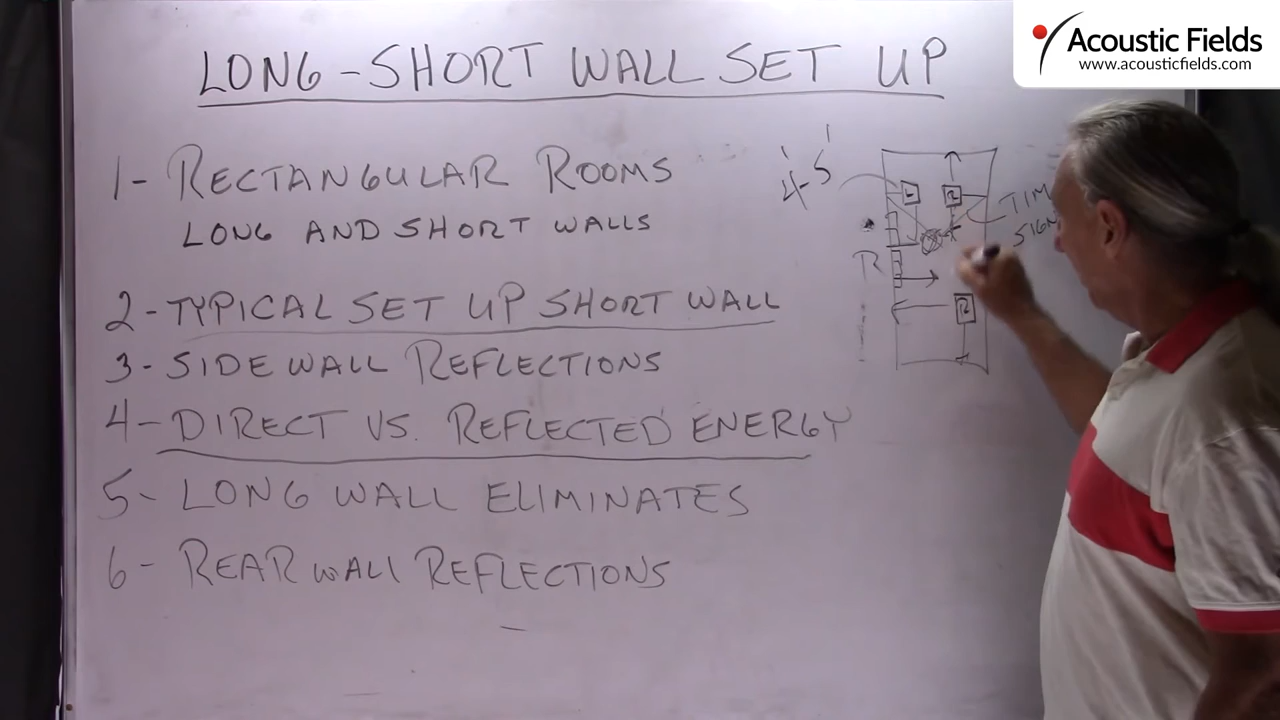 LONG-SHORT WALL SET UP
Acoustic Fields
www.acousticfields.com
1- RECTANGULAR ROOMS
LONG AND SHORT WALLS
2- TYPICAL SET UP SHORT WALL
3- SIDE WALL REFLECTIONS
4- DIRECT VS. REFLECTED ENERGY
5- LONG WALL ELIMINATES
6- REAR WALL REFLECTIONS
4'-5'
L
R
TIM
SIGN
R
R